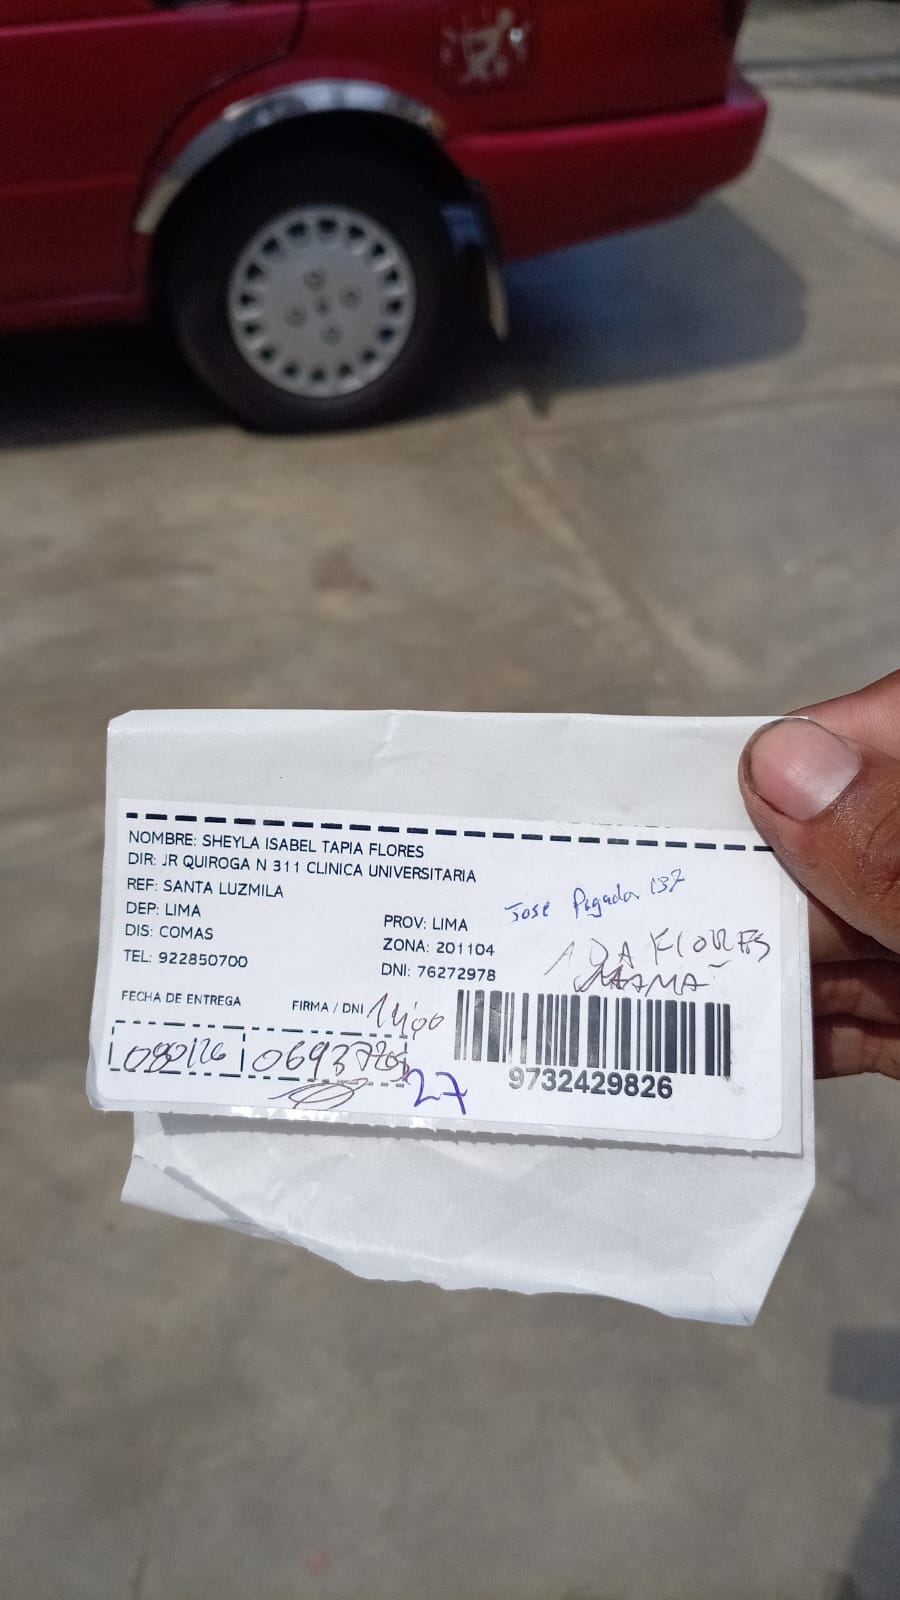 NOMBRE: SHEYLA ISABEL TAPIA FLORES
DIR: JR QUIROGA N 311 CLINICA UNIVERSITARIA
REF: SANTA LUZMILA
DEP: LIMA
PROV: LIMA
DIS: COMAS
ZONA: 201104
TEL: 922850700
DNI: 76272978
Jose 137
ADA FLORES
MAMA
FECHA DE ENTREGA
FIRMA / DNI
14:00
080126
27
9732429826